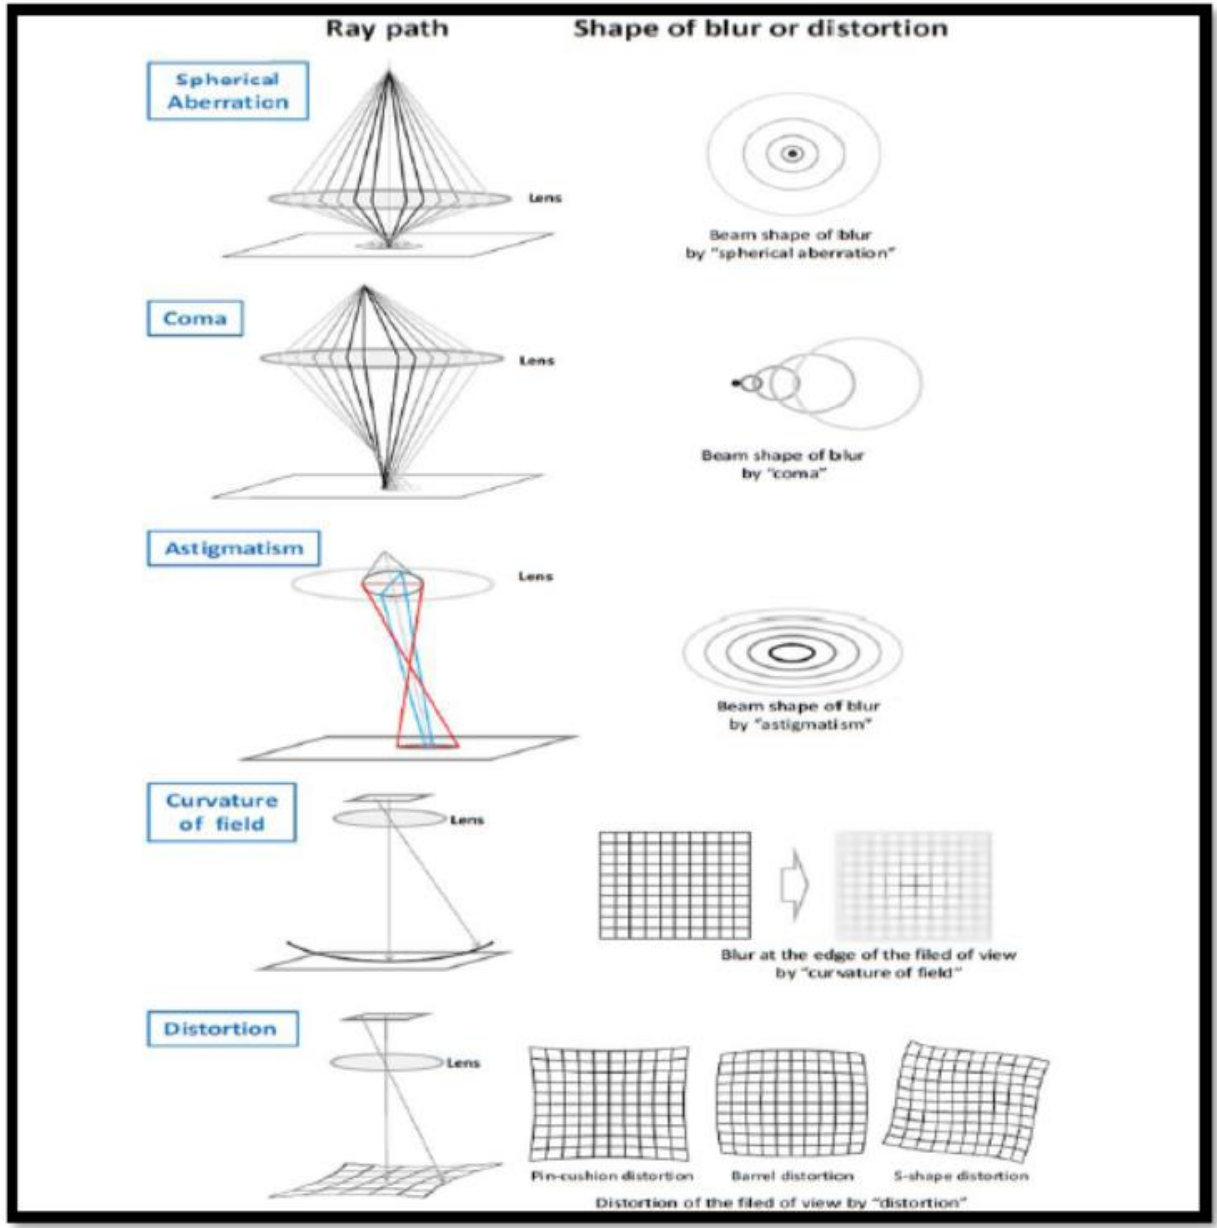 Ray path
Shape of blur or distortion
Spherical
Aberration
Lens
Beam shape of blur
by "spherical aberration"
Coma
Lens
Beam shape of blur
by "coma"
Astigmatism
Lens
Beam shape of blur
by "astigmatism"
Curvature
of field
Lens
Blur at the edge of the filed of view
by "curvature of field"
Distortion
Lens
Pin-cushion distortion
Barrel distortion
S-shape distortion
Distortion of the filed of view by "distortion"